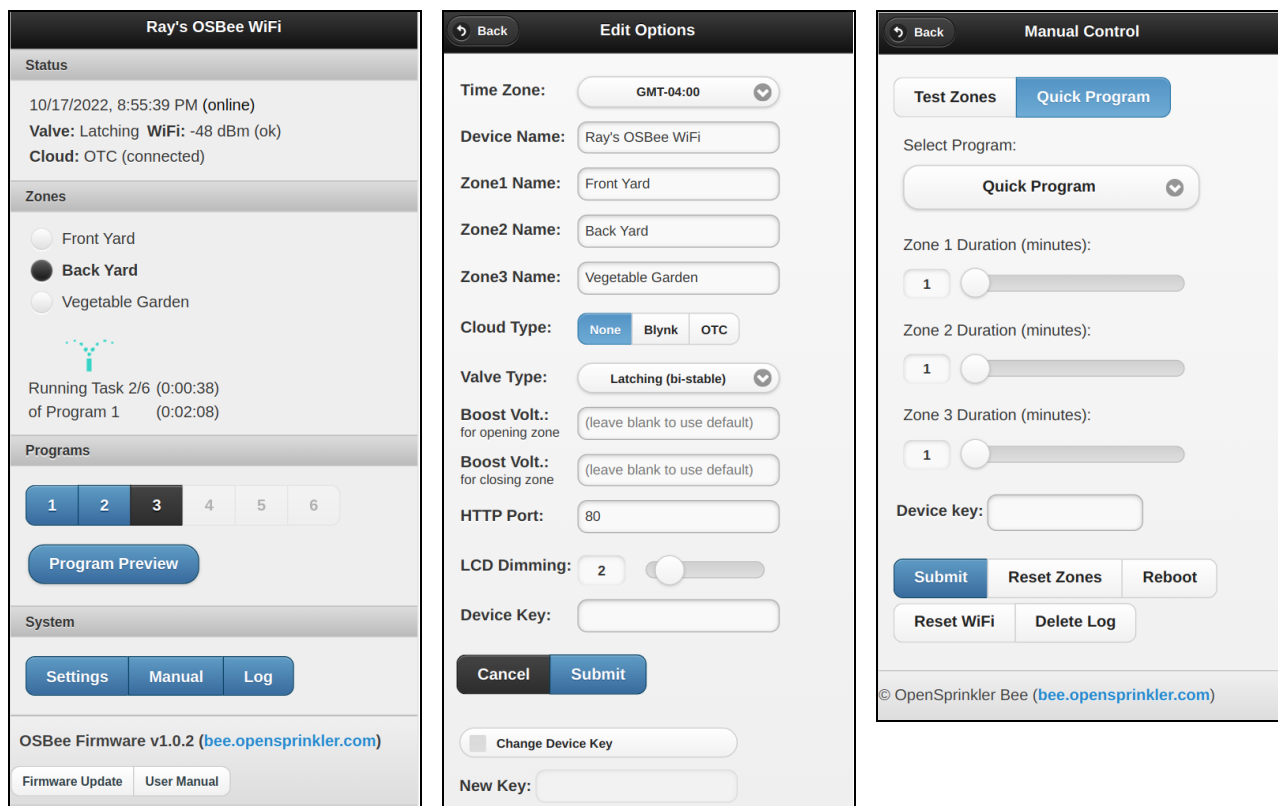 Ray's OSBee WiFi
Status
10/17/2022, 8:55:39 PM (online)
Valve: Latching WiFi: -48 dBm (ok)
Cloud: OTC (connected)
Zones
Front Yard
Back Yard
Vegetable Garden
Running Task 2/6 (0:00:38)
of Program 1 (0:02:08)
Programs
1 2 3 4 5 6
Program Preview
System
Settings Manual Log
OSBee Firmware v1.0.2 (bee.opensprinkler.com)
Firmware Update User Manual
Back Edit Options
Time Zone: GMT-04:00
Device Name: Ray's OSBee WiFi
Zone1 Name: Front Yard
Zone2 Name: Back Yard
Zone3 Name: Vegetable Garden
Cloud Type: None Blynk OTC
Valve Type: Latching (bi-stable)
Boost Volt.: (leave blank to use default)
for opening zone
Boost Volt.: (leave blank to use default)
for closing zone
HTTP Port: 80
LCD Dimming: 2
Device Key:
Cancel Submit
Change Device Key
New Key:
Back Manual Control
Test Zones Quick Program
Select Program:
Quick Program
Zone 1 Duration (minutes):
1
Zone 2 Duration (minutes):
1
Zone 3 Duration (minutes):
1
Device key:
Submit Reset Zones Reboot
Reset WiFi Delete Log
© OpenSprinkler Bee (bee.opensprinkler.com)